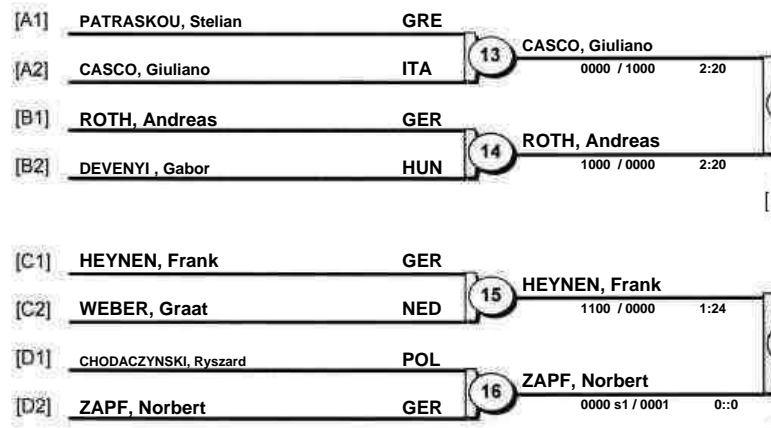 [A1] PATRASKOU, Stelian GRE
13 CASCO, Giuliano
[A2] CASCO, Giuliano ITA
0000 / 1000 2:20
[B1] ROTH, Andreas GER
14 ROTH, Andreas
[B2] DEVENYI , Gabor HUN
1000 / 0000 2:20
[
[C1] HEYNEN, Frank GER
15 HEYNEN, Frank
[C2] WEBER, Graat NED
1100 / 0000 1:24
[D1] CHODACZYNSKI, Ryszard POL
16 ZAPF, Norbert
[D2] ZAPF, Norbert GER
0000 s1 / 0001 0::0